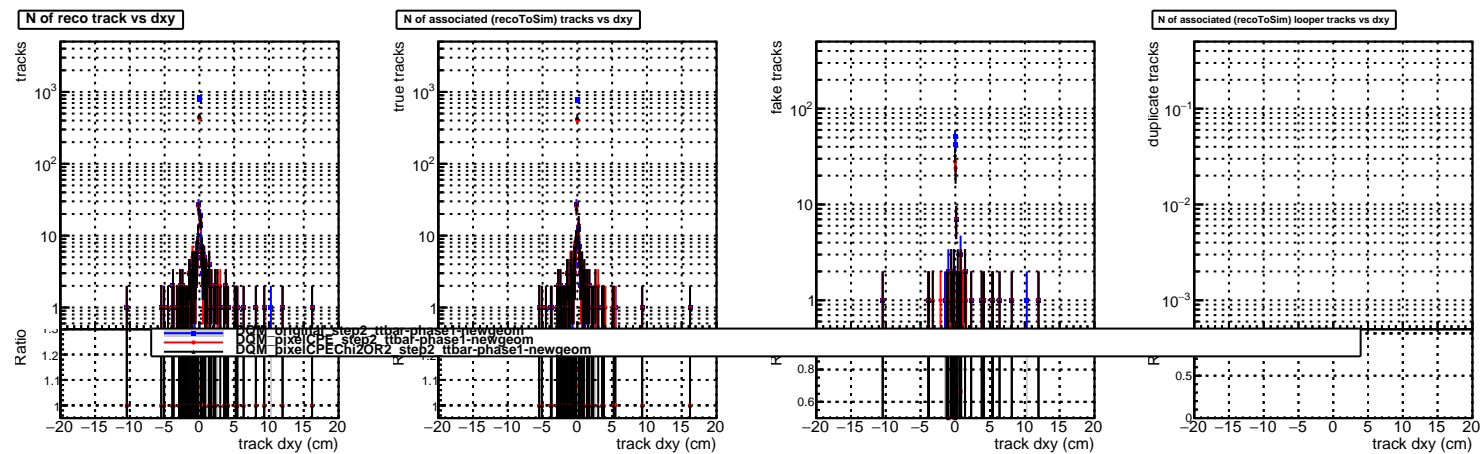 N of reco track vs dxy
N of associated (recoToSim) tracks vs dxy
N of associated (recoToSim) looper tracks vs dxy
tracks
10³
10²
10
1
true tracks
10³
10²
10
1
fake tracks
10²
10
1
duplicate tracks
10⁻¹
10⁻²
10⁻³
DQM_original_step2_ttbar-phase1-newgeom
DQM_pixelCPE_step2_ttbar-phase1-newgeom
DQM_pixelCPEChi2OR2_step2_ttbar-phase1-newgeom
Ratio
1.2
1.1
1
0.8
0.6
0.5
0
−20 −15 −10 −5 0 5 10 15 20
track dxy (cm)
−20 −15 −10 −5 0 5 10 15 20
track dxy (cm)
−20 −15 −10 −5 0 5 10 15 20
track dxy (cm)
−20 −15 −10 −5 0 5 10 15 20
track dxy (cm)